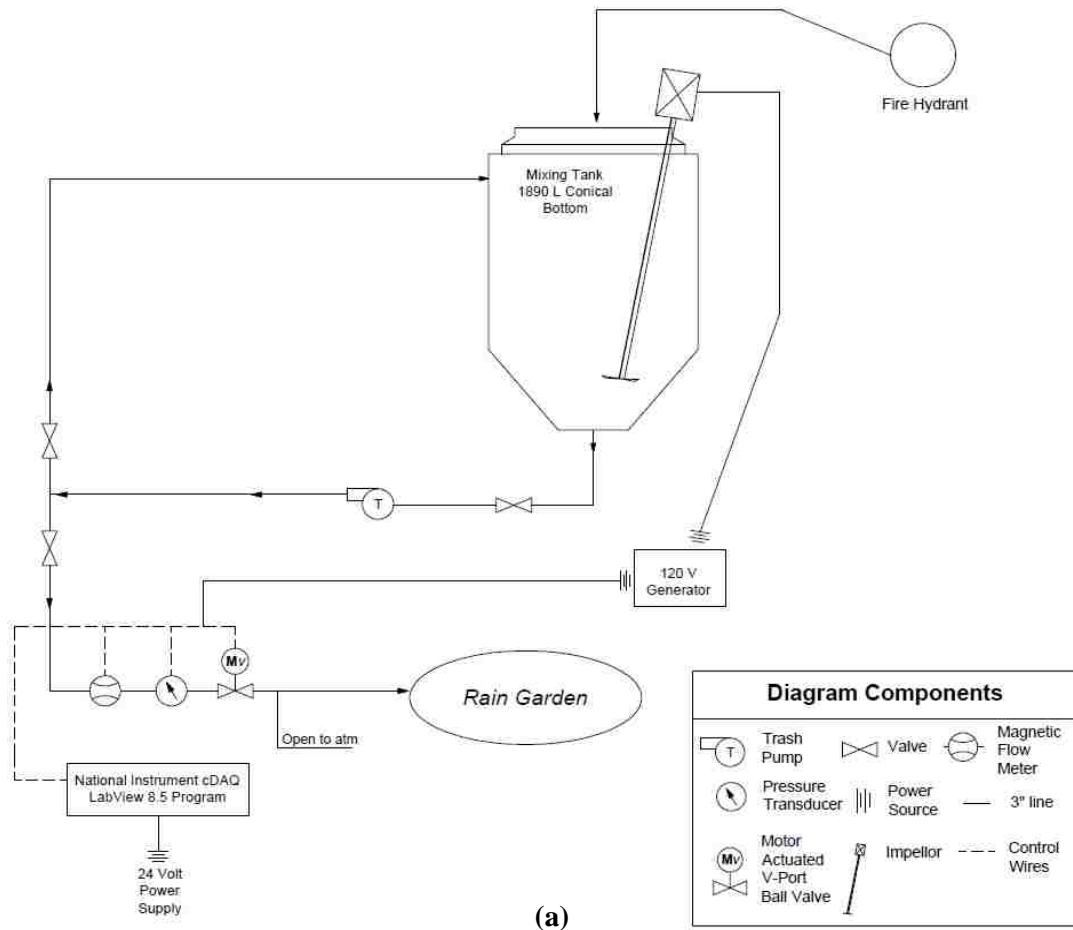 Fire Hydrant
Mixing Tank
1890 L Conical
Bottom
T
120 V
Generator
Mv
Rain Garden
Open to atm
National Instrument cDAQ
LabView 8.5 Program
24 Volt
Power
Supply
Diagram Components
T
Trash
Pump
Valve
Magnetic
Flow
Meter
Pressure
Transducer
Power
Source
3" line
Mv
Motor
Actuated
V-Port
Ball Valve
Impellor
Control
Wires
(a)